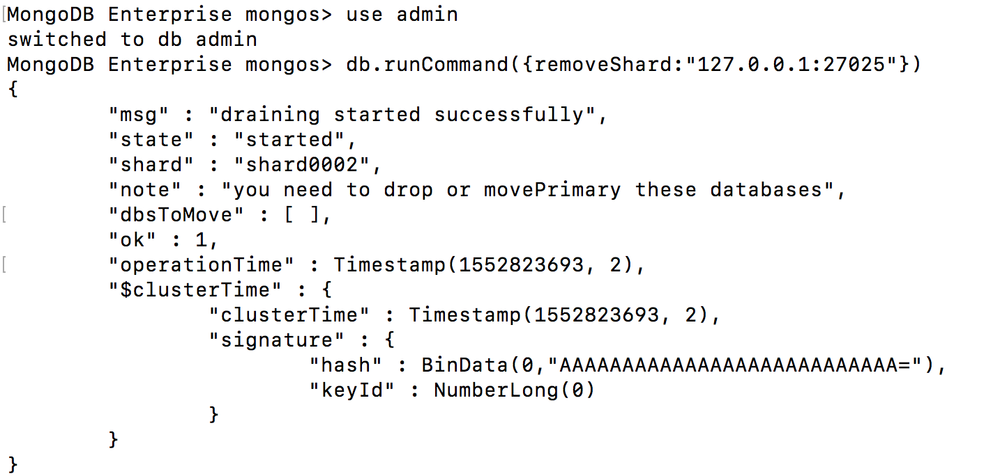 MongoDB Enterprise mongos> use admin
switched to db admin
MongoDB Enterprise mongos> db.runCommand({removeShard:"127.0.0.1:27025"})
{
        "msg" : "draining started successfully",
        "state" : "started",
        "shard" : "shard0002",
        "note" : "you need to drop or movePrimary these databases",
        "dbsToMove" : [ ],
        "ok" : 1,
        "operationTime" : Timestamp(1552823693, 2),
        "$clusterTime" : {
                "clusterTime" : Timestamp(1552823693, 2),
                "signature" : {
                        "hash" : BinData(0,"AAAAAAAAAAAAAAAAAAAAAAAAAAA="),
                        "keyId" : NumberLong(0)
                }
        }
}